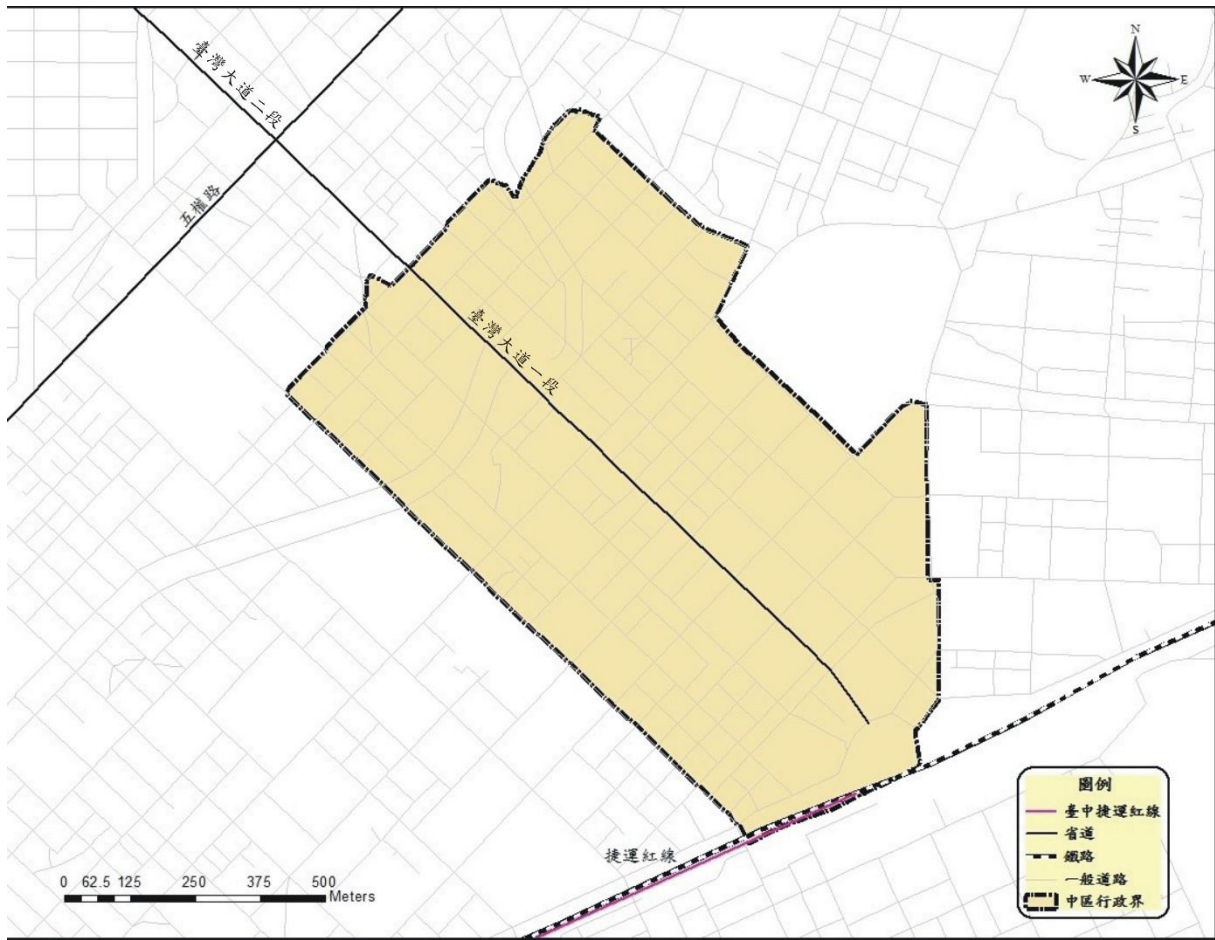 臺灣大道二段
N
W
E
S
五權路
臺灣大道一段
圖例
臺中捷運紅線
省道
鐵路
一般道路
中區行政界
捷運紅線
0 62.5 125 250 375 500
Meters